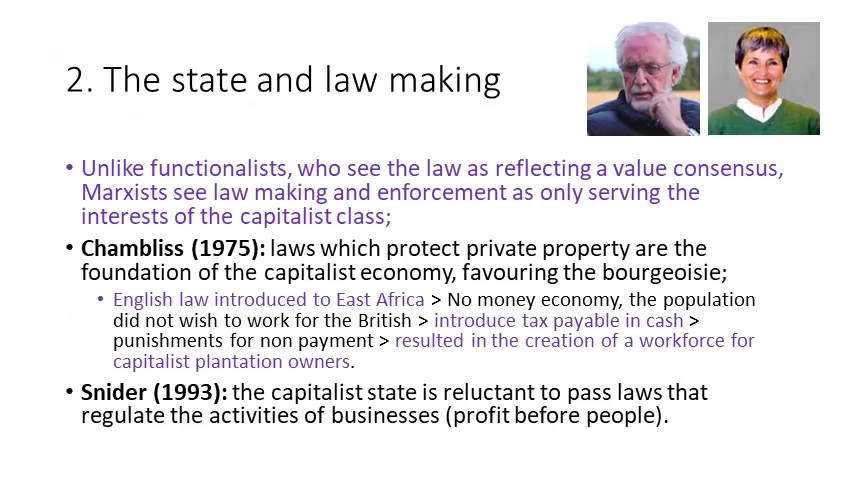 2. The state and law making
• Unlike functionalists, who see the law as reflecting a value consensus,
Marxists see law making and enforcement as only serving the
interests of the capitalist class;
• Chambliss (1975): laws which protect private property are the
foundation of the capitalist economy, favouring the bourgeoisie;
• English law introduced to East Africa > No money economy, the population
did not wish to work for the British > introduce tax payable in cash >
punishments for non payment > resulted in the creation of a workforce for
capitalist plantation owners.
• Snider (1993): the capitalist state is reluctant to pass laws that
regulate the activities of businesses (profit before people).